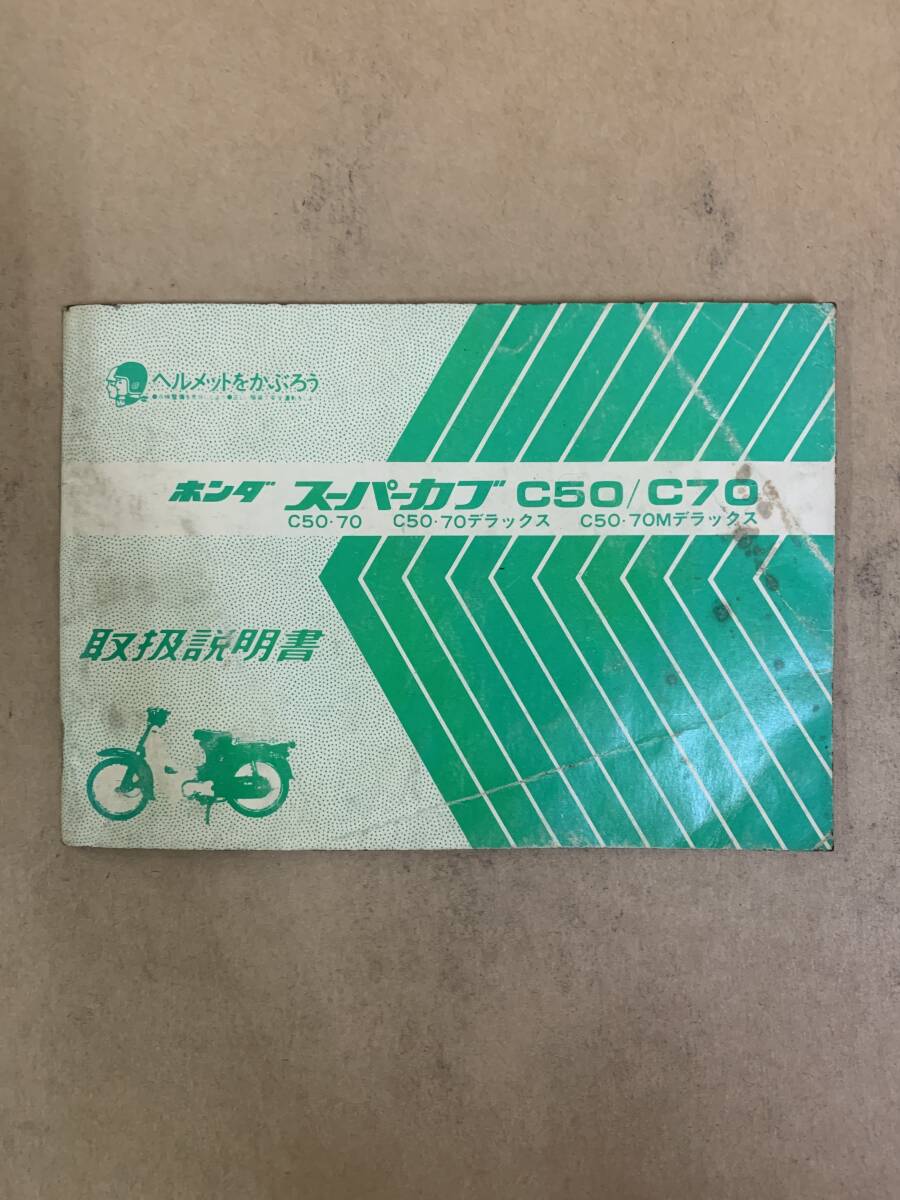 ヘルメットをかぶろう
ホンダ スーパーカブ C50/C70
C50·70 C50·70デラックス C50·70Mデラックス
取扱説明書